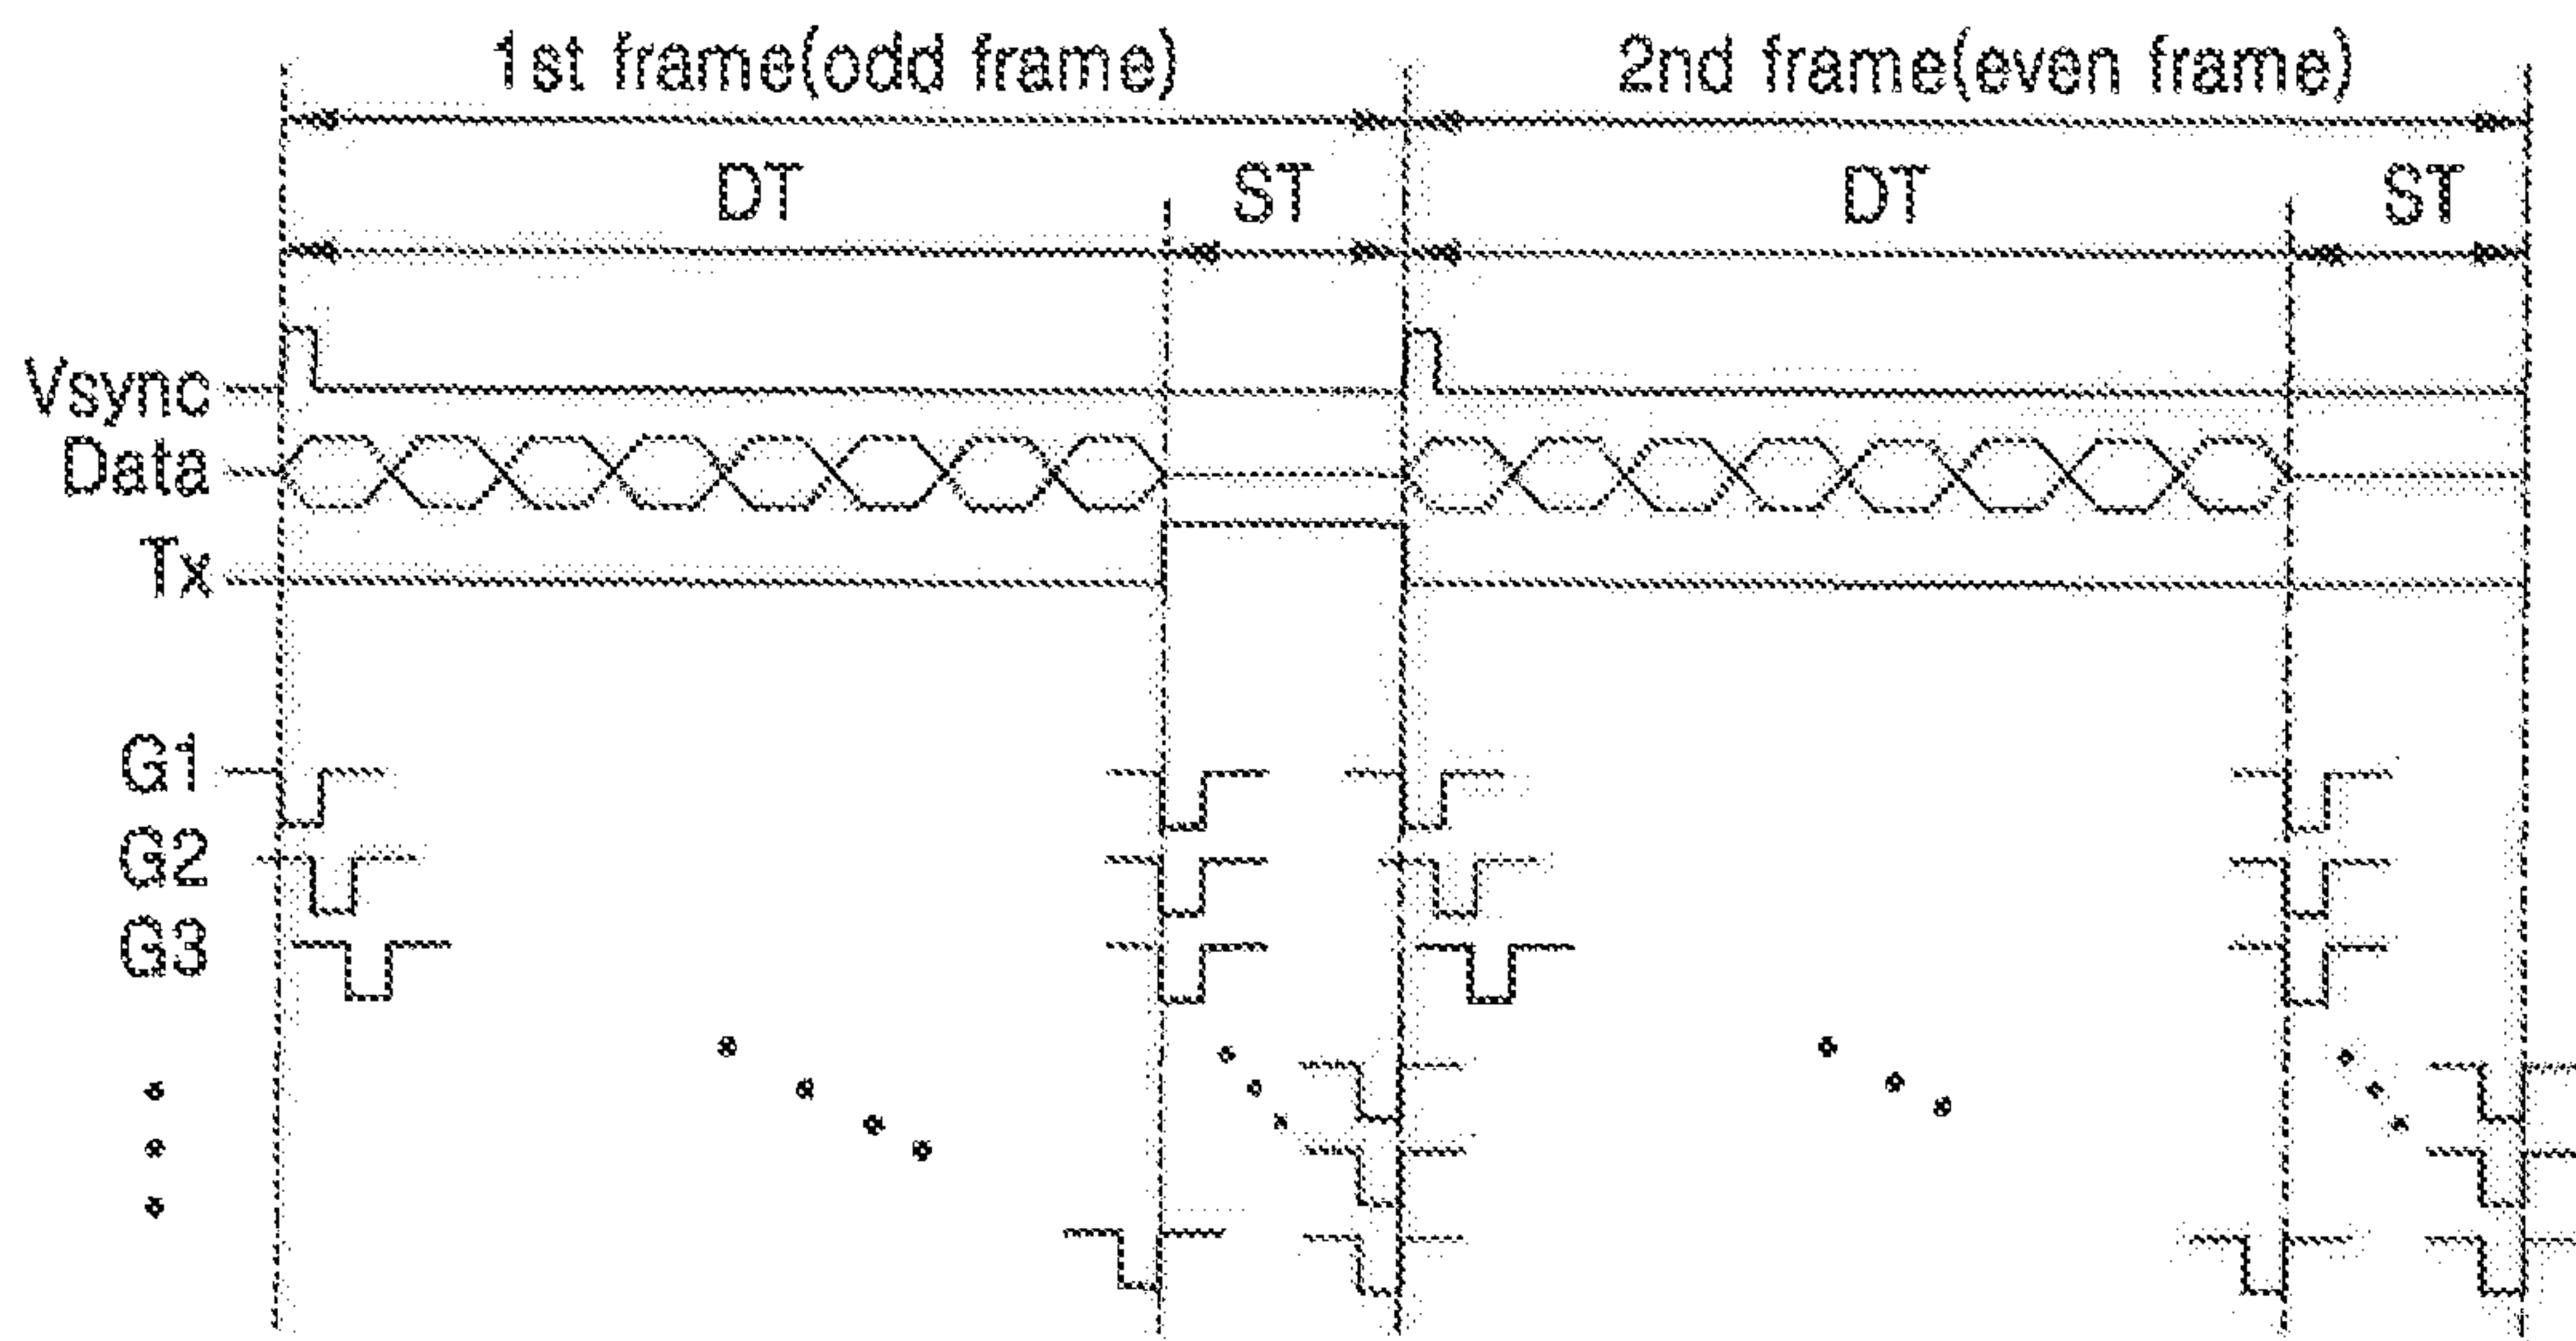 1st frame(odd frame) 2nd frame(even frame)
DT ST DT ST
Vsync
Data
Tx
G1
G2
G3